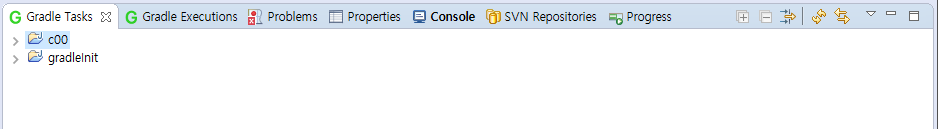 Gradle Tasks Gradle Executions Problems Properties Console SVN Repositories Progress
c00
gradleInit